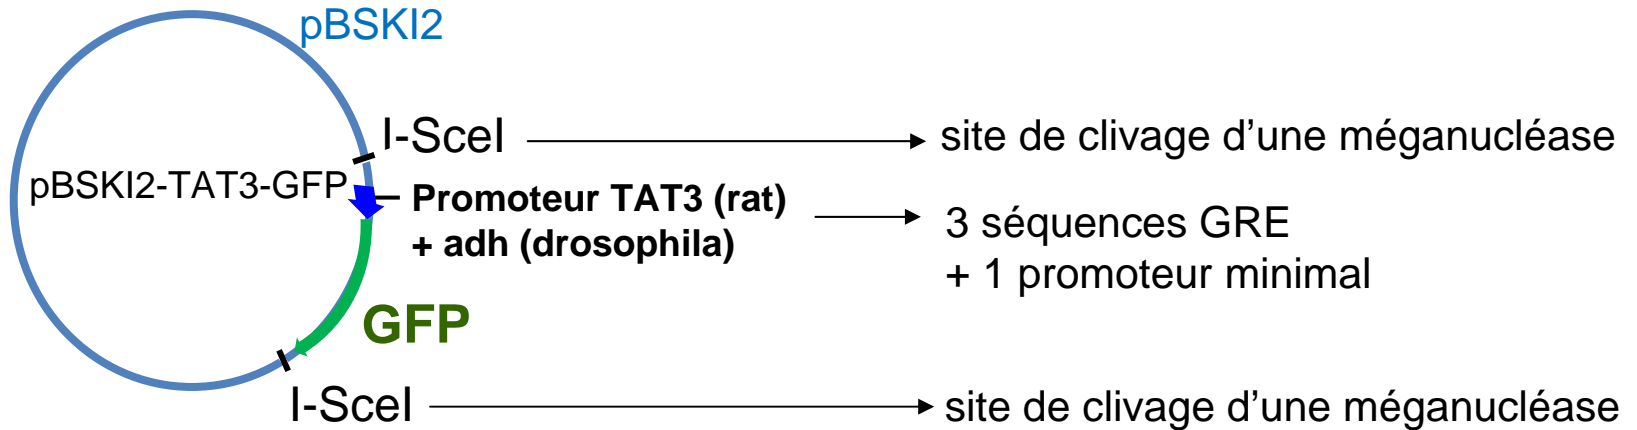 pBSKI2
I-SceI
site de clivage d’une méganucléase
pBSKI2-TAT3-GFP
Promoteur TAT3 (rat)
+ adh (drosophila)
3 séquences GRE
+ 1 promoteur minimal
GFP
I-SceI
site de clivage d’une méganucléase